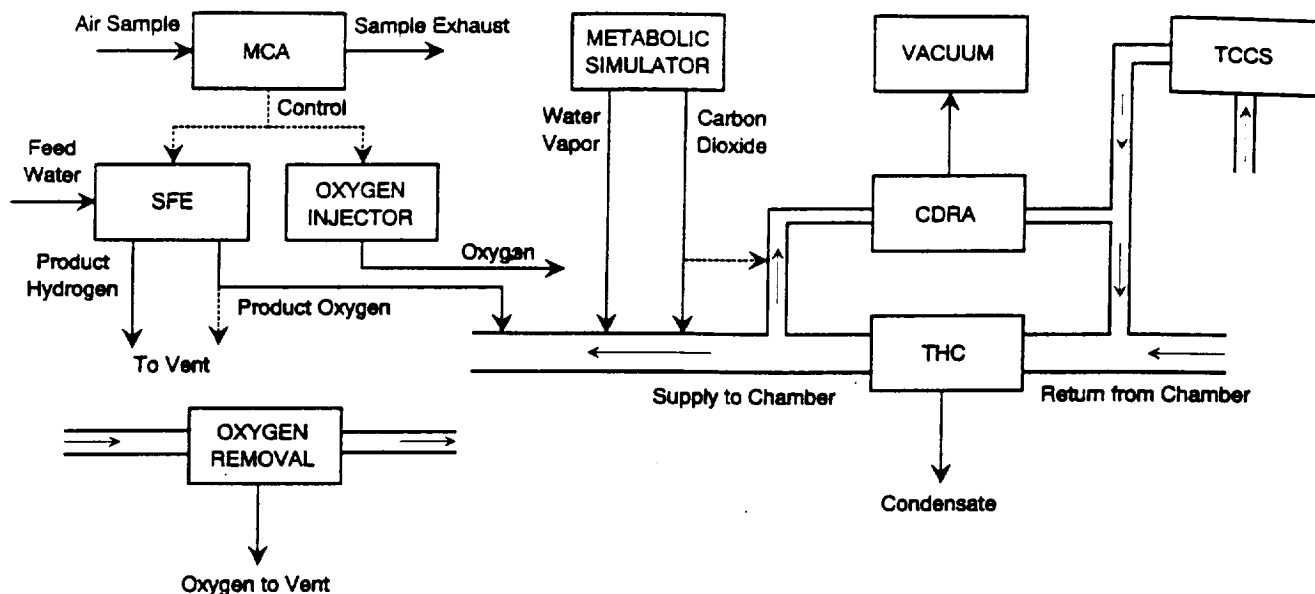 Air Sample
MCA
Sample Exhaust
Control
Feed
Water
SFE
OXYGEN
INJECTOR
Product
Hydrogen
Oxygen
Product Oxygen
To Vent
METABOLIC
SIMULATOR
Water
Vapor
Carbon
Dioxide
VACUUM
TCCS
CDRA
THC
Supply to Chamber
Return from Chamber
Condensate
OXYGEN
REMOVAL
Oxygen to Vent